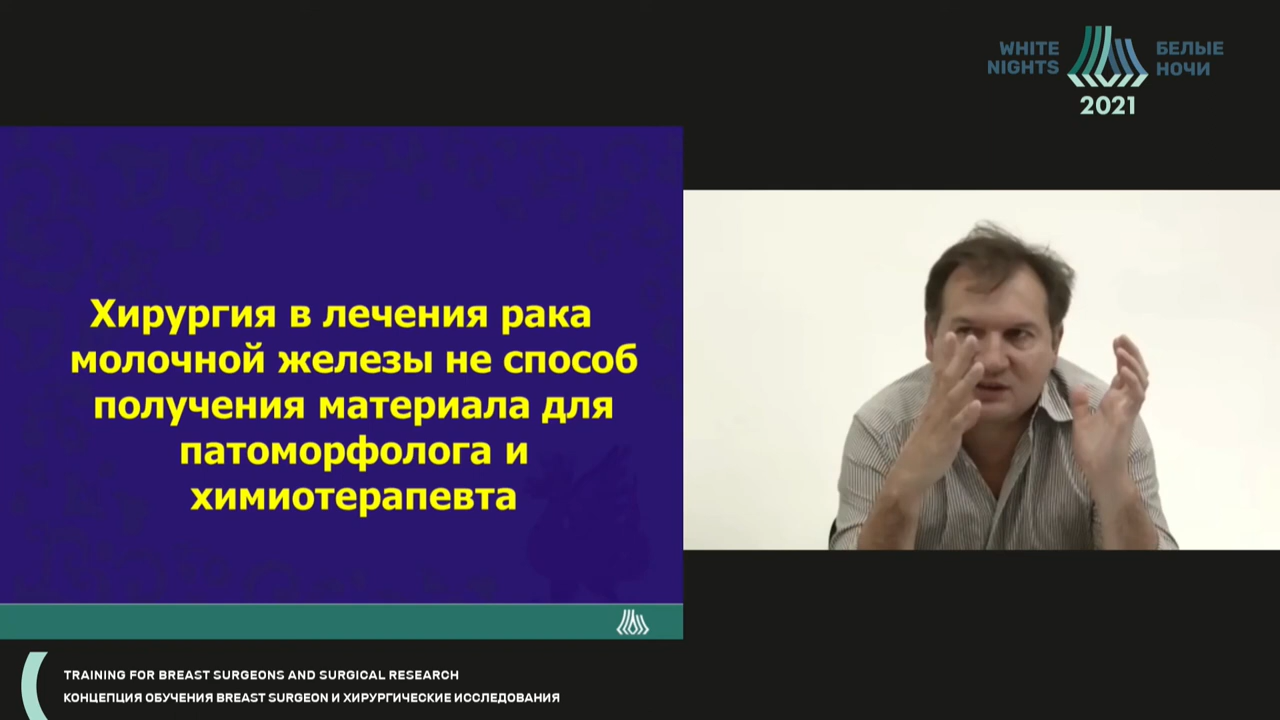 WHITE
NIGHTS
БЕЛЫЕ
НОЧИ
2021
Хирургия в лечения рака
молочной железы не способ
получения материала для
патоморфолога и
химиотерапевта
TRAINING FOR BREAST SURGEONS AND SURGICAL RESEARCH
КОНЦЕПЦИЯ ОБУЧЕНИЯ BREAST SURGEON И ХИРУРГИЧЕСКИЕ ИССЛЕДОВАНИЯ